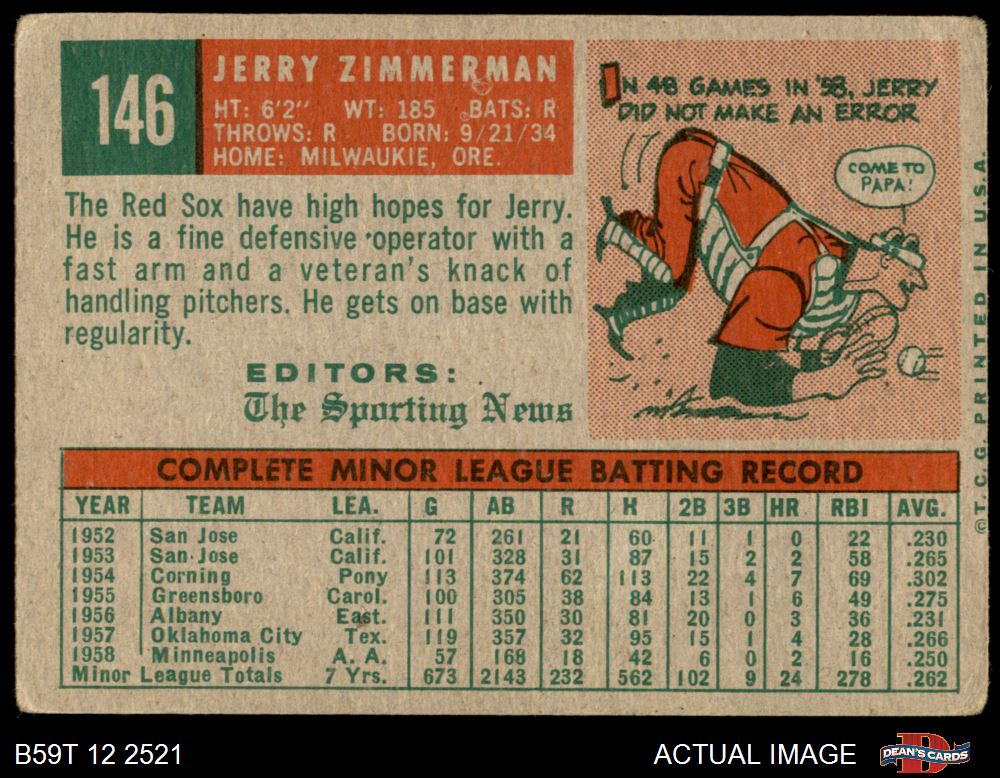 146
JERRY ZIMMERMAN
HT: 6'2" WT: 185 BATS: R
THROWS: R BORN: 9/21/34
HOME: MILWAUKIE, ORE.
The Red Sox have high hopes for Jerry.
He is a fine defensive operator with a
fast arm and a veteran's knack of
handling pitchers. He gets on base with
regularity.
EDITORS:
The Sporting News
IN 48 GAMES IN '58, JERRY
DID NOT MAKE AN ERROR
COME TO
PAPA!
©T.C.G. PRINTED IN U.S.A.
COMPLETE MINOR LEAGUE BATTING RECORD
YEAR TEAM LEA. G AB R H 2B 3B HR RBI AVG.
1952 San Jose Calif. 72 261 21 60 11 1 0 22 .230
1953 San Jose Calif. 101 328 31 87 15 2 2 58 .265
1954 Corning Pony 113 374 62 113 22 4 7 69 .302
1955 Greensboro Carol. 100 305 38 84 13 1 6 49 .275
1956 Albany East. 111 350 30 81 20 0 3 36 .231
1957 Oklahoma City Tex. 119 357 32 95 15 1 4 28 .266
1958 Minneapolis A. A. 57 168 18 42 6 0 2 16 .250
Minor League Totals 7 Yrs. 673 2143 232 562 102 9 24 278 .262
B59T 12 2521
ACTUAL IMAGE
DEAN'S CARDS